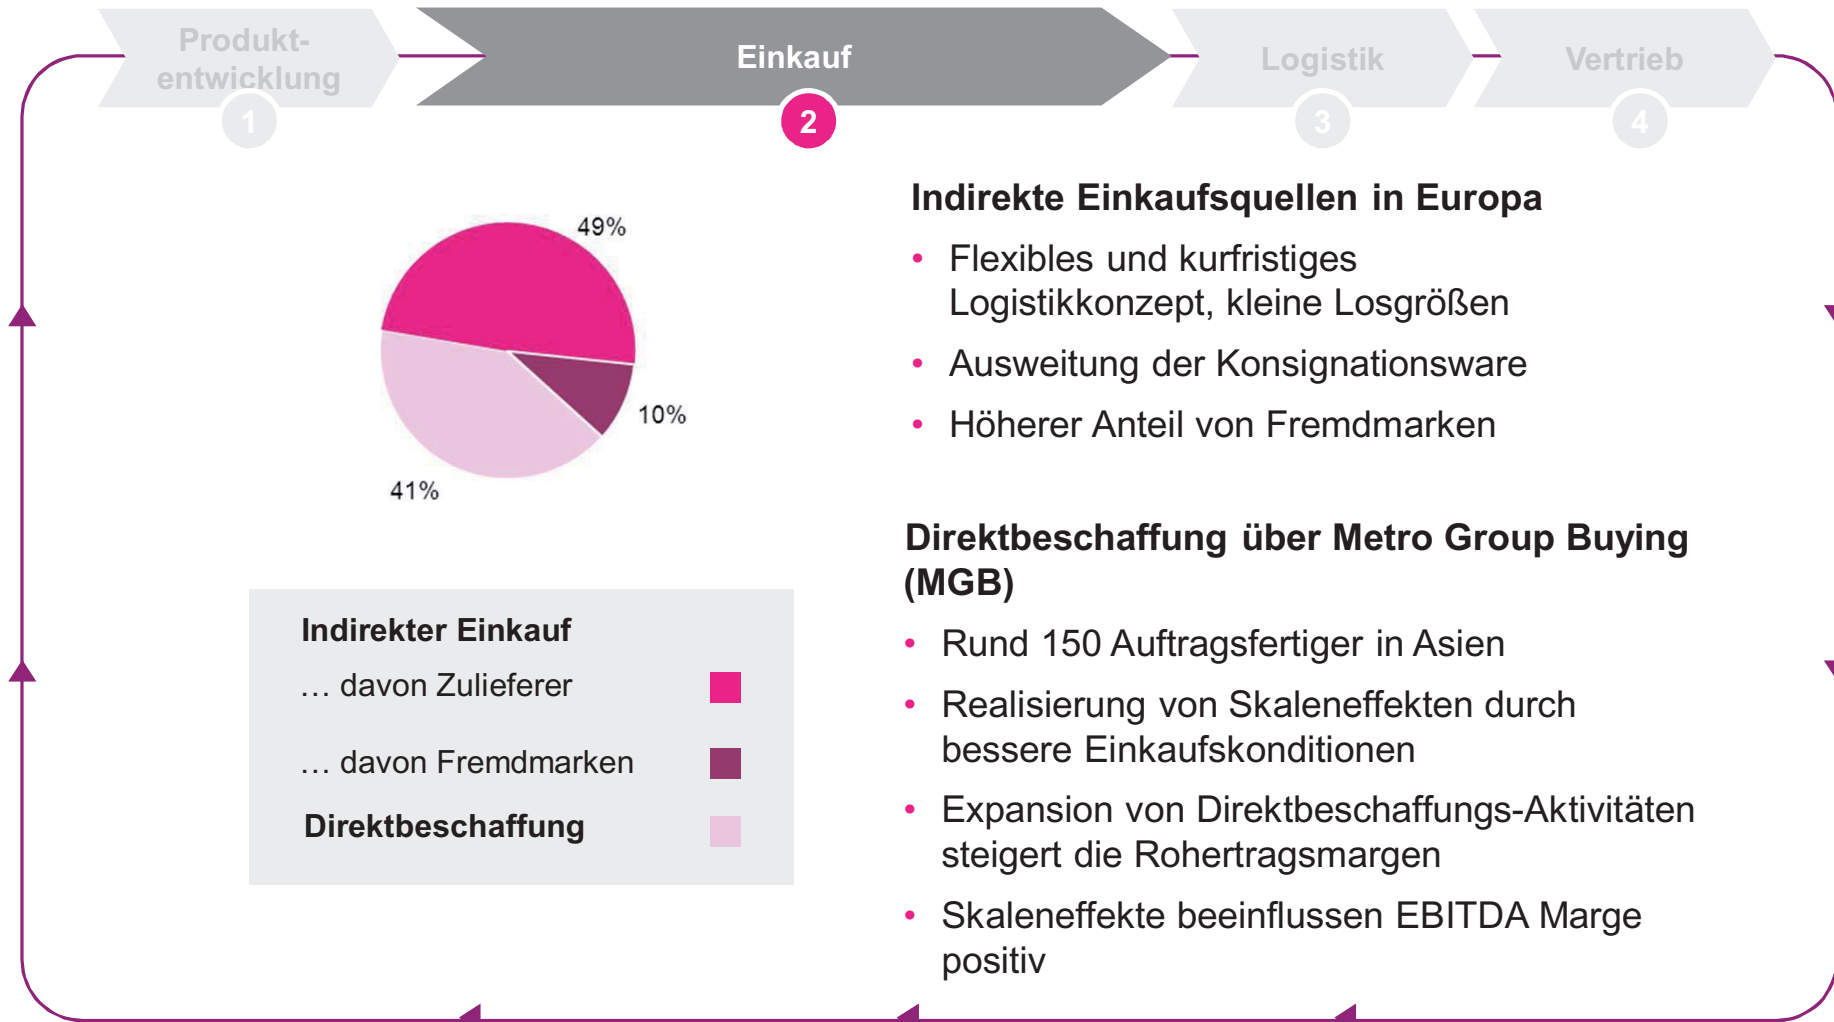 Produkt-
entwicklung
1
Einkauf
2
Logistik
3
Vertrieb
4
49%
10%
41%
Indirekter Einkauf
… davon Zulieferer
… davon Fremdmarken
Direktbeschaffung
Indirekte Einkaufsquellen in Europa
• Flexibles und kurfristiges
Logistikkonzept, kleine Losgrößen
• Ausweitung der Konsignationsware
• Höherer Anteil von Fremdmarken
Direktbeschaffung über Metro Group Buying
(MGB)
• Rund 150 Auftragsfertiger in Asien
• Realisierung von Skaleneffekten durch
bessere Einkaufskonditionen
• Expansion von Direktbeschaffungs-Aktivitäten
steigert die Rohertragsmargen
• Skaleneffekte beeinflussen EBITDA Marge
positiv